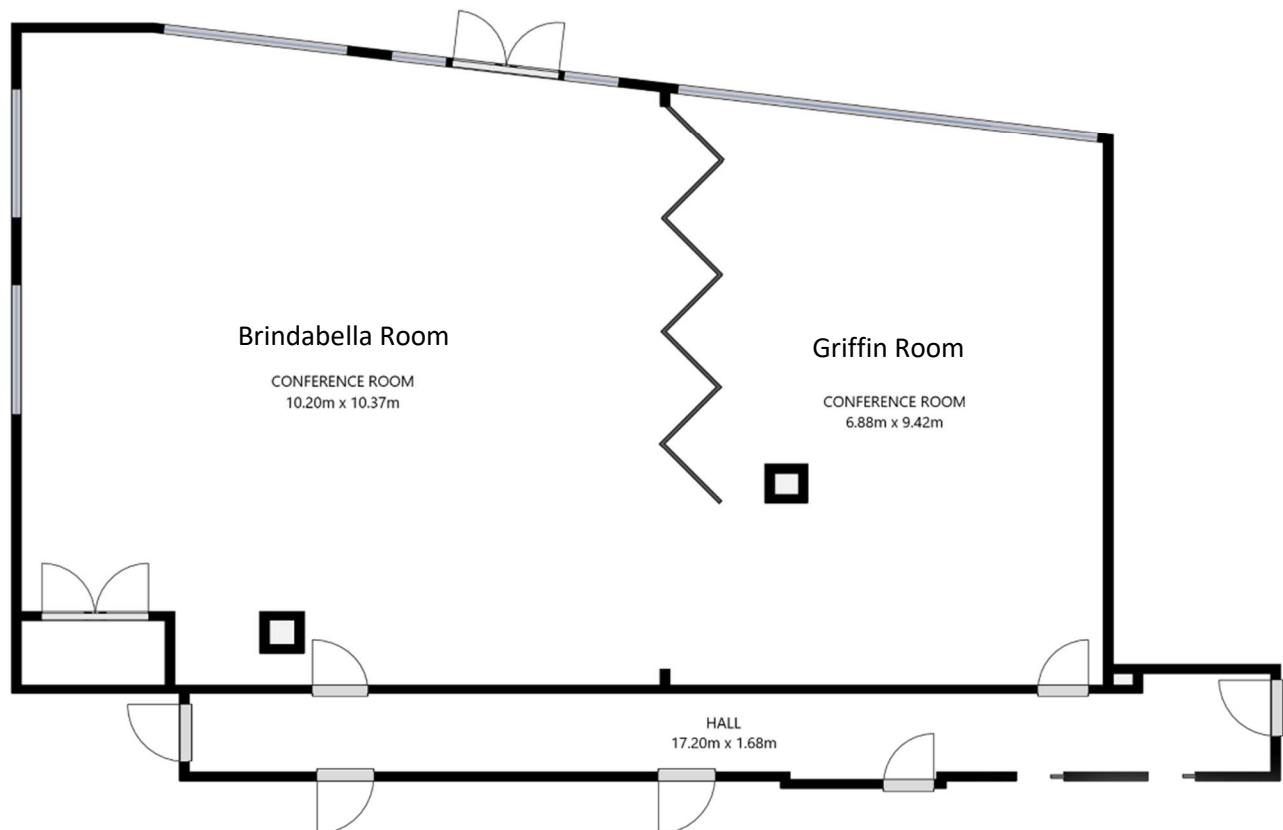 Brindabella Room
CONFERENCE ROOM
10.20m x 10.37m
Griffin Room
CONFERENCE ROOM
6.88m x 9.42m
HALL
17.20m x 1.68m